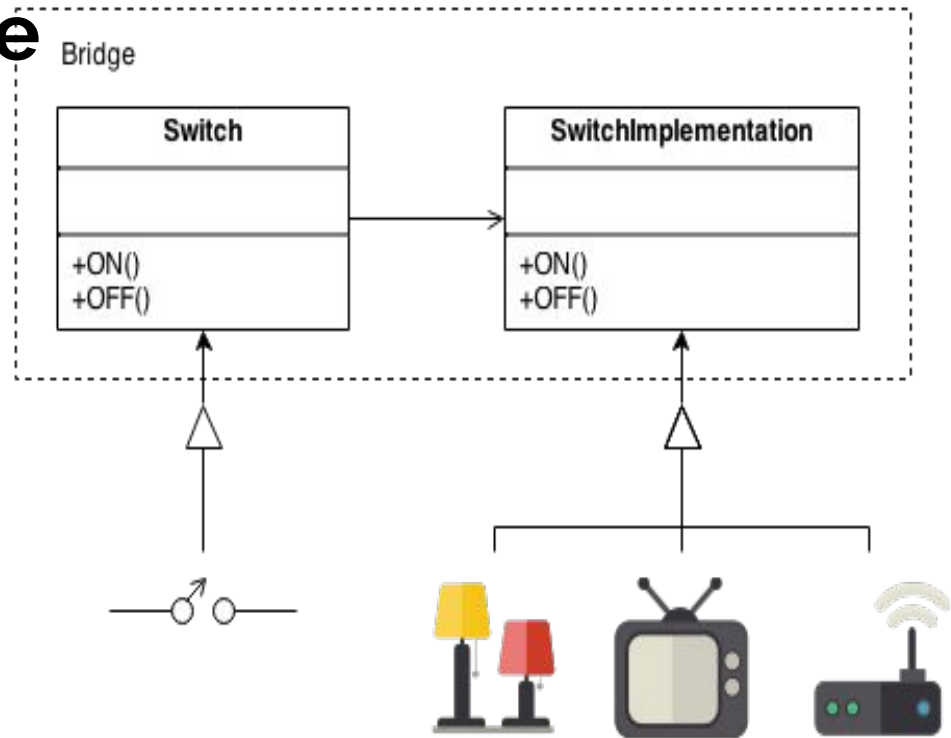 e
Bridge
Switch
+ON()
+OFF()
SwitchImplementation
+ON()
+OFF()